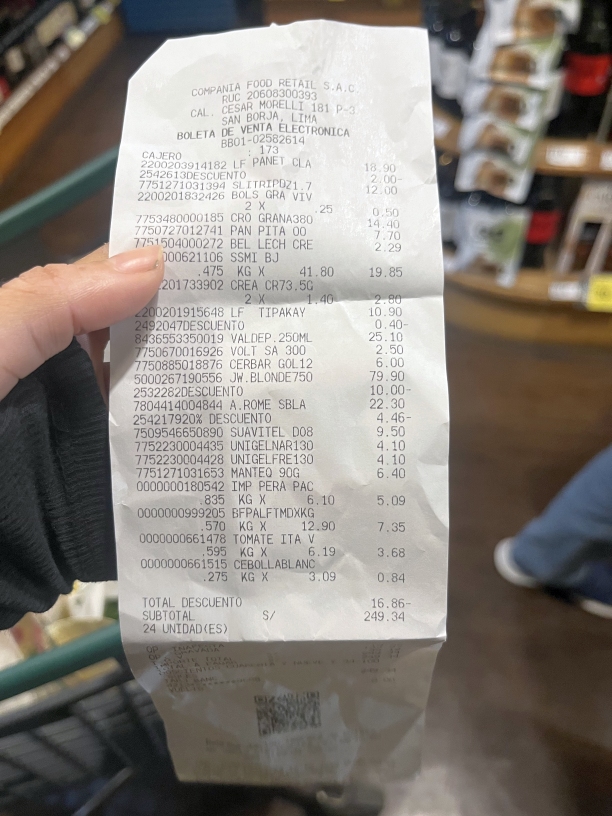 COMPANIA FOOD RETAIL S.A.C.
RUC 20608300393
CAL. CESAR MORELLI 181 P-3
SAN BORJA, LIMA
BOLETA DE VENTA ELECTRONICA
BB01-02582614
CAJERO : 173
2200203914182 LF PANET CLA 18.90
2542613DESCUENTO 2.00-
7751271031394 SLITRIPD21.7 12.00
2200201832426 BOLS GRA VIV
2 X .25 0.50
7753480000185 CRO GRANA380 14.40
7750727012741 PAN PITA OO 7.70
7751504000272 BEL LECH CRE 2.29
000621106 SSMI BJ
.475 KG X 41.80 19.85
201733902 CREA CR73.5G
2 X 1.40 2.80
2200201915648 LF TIPAKAY 10.90
2492047DESCUENTO 0.40-
8436553350019 VALDEP.250ML 25.10
7750670016926 VOLT SA 300 2.50
7750885018876 CERBAR GOL12 6.00
5000267190556 JW.BLONDE750 79.90
2532282DESCUENTO 10.00-
7804414004844 A.ROME SBLA 22.30
254217920% DESCUENTO 4.46-
7509546650890 SUAVITEL D08 9.50
7752230004435 UNIGELNAR130 4.10
7752230004428 UNIGELFRE130 4.10
7751271031653 MANTEQ 90G 6.40
0000000180542 IMP PERA PAC
.835 KG X 6.10 5.09
0000000999205 BFPALFTMDXKG
.570 KG X 12.90 7.35
0000000661478 TOMATE ITA V
.595 KG X 6.19 3.68
0000000661515 CEBOLLABLANC
.275 KG X 3.09 0.84
TOTAL DESCUENTO 16.86-
SUBTOTAL S/ 249.34
24 UNIDAD(ES)